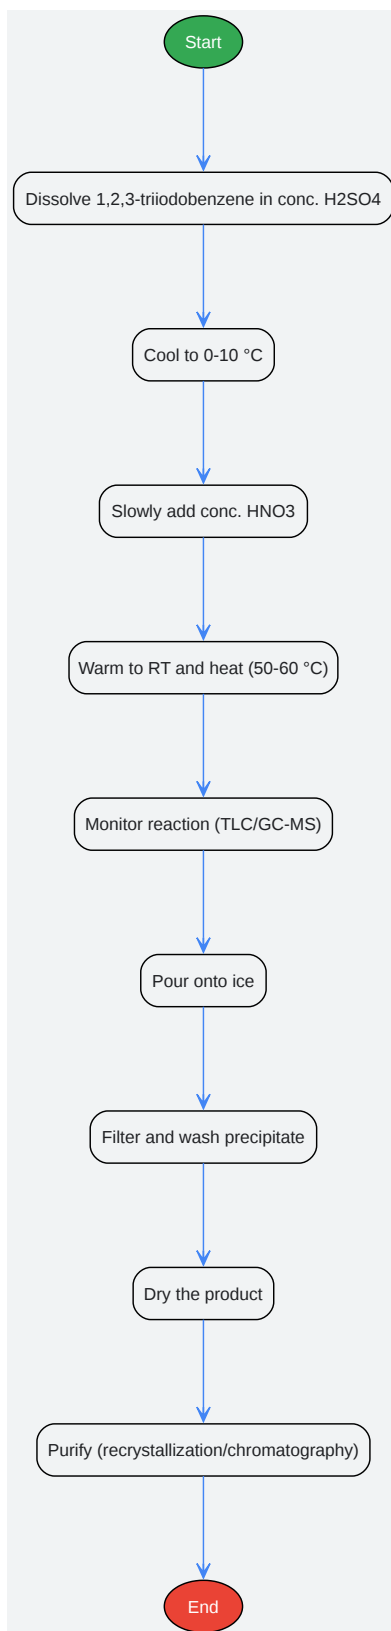 Start
Dissolve 1,2,3-triiodobenzene in conc. H2SO4
Cool to 0-10 °C
Slowly add conc. HNO3
Warm to RT and heat (50-60 °C)
Monitor reaction (TLC/GC-MS)
Pour onto ice
Filter and wash precipitate
Dry the product
Purify (recrystallization/chromatography)
End